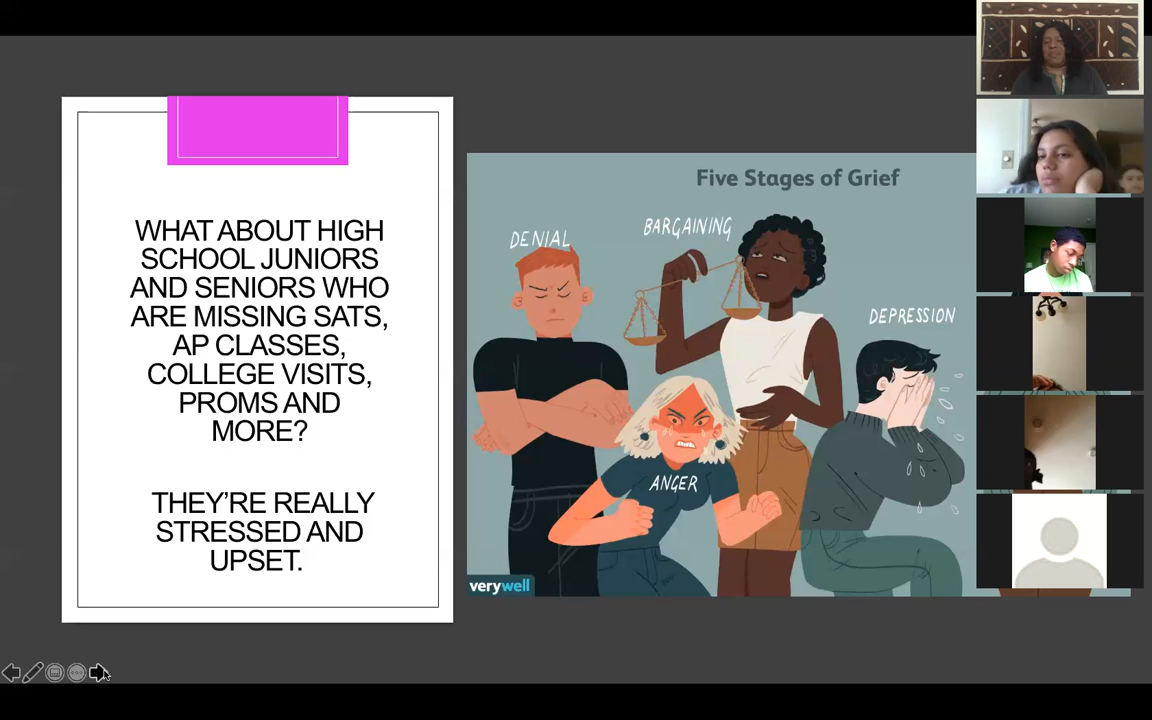 WHAT ABOUT HIGH
SCHOOL JUNIORS
AND SENIORS WHO
ARE MISSING SATS,
AP CLASSES,
COLLEGE VISITS,
PROMS AND
MORE?
THEY’RE REALLY
STRESSED AND
UPSET.
Five Stages of Grief
DENIAL
BARGAINING
DEPRESSION
ANGER
verywell